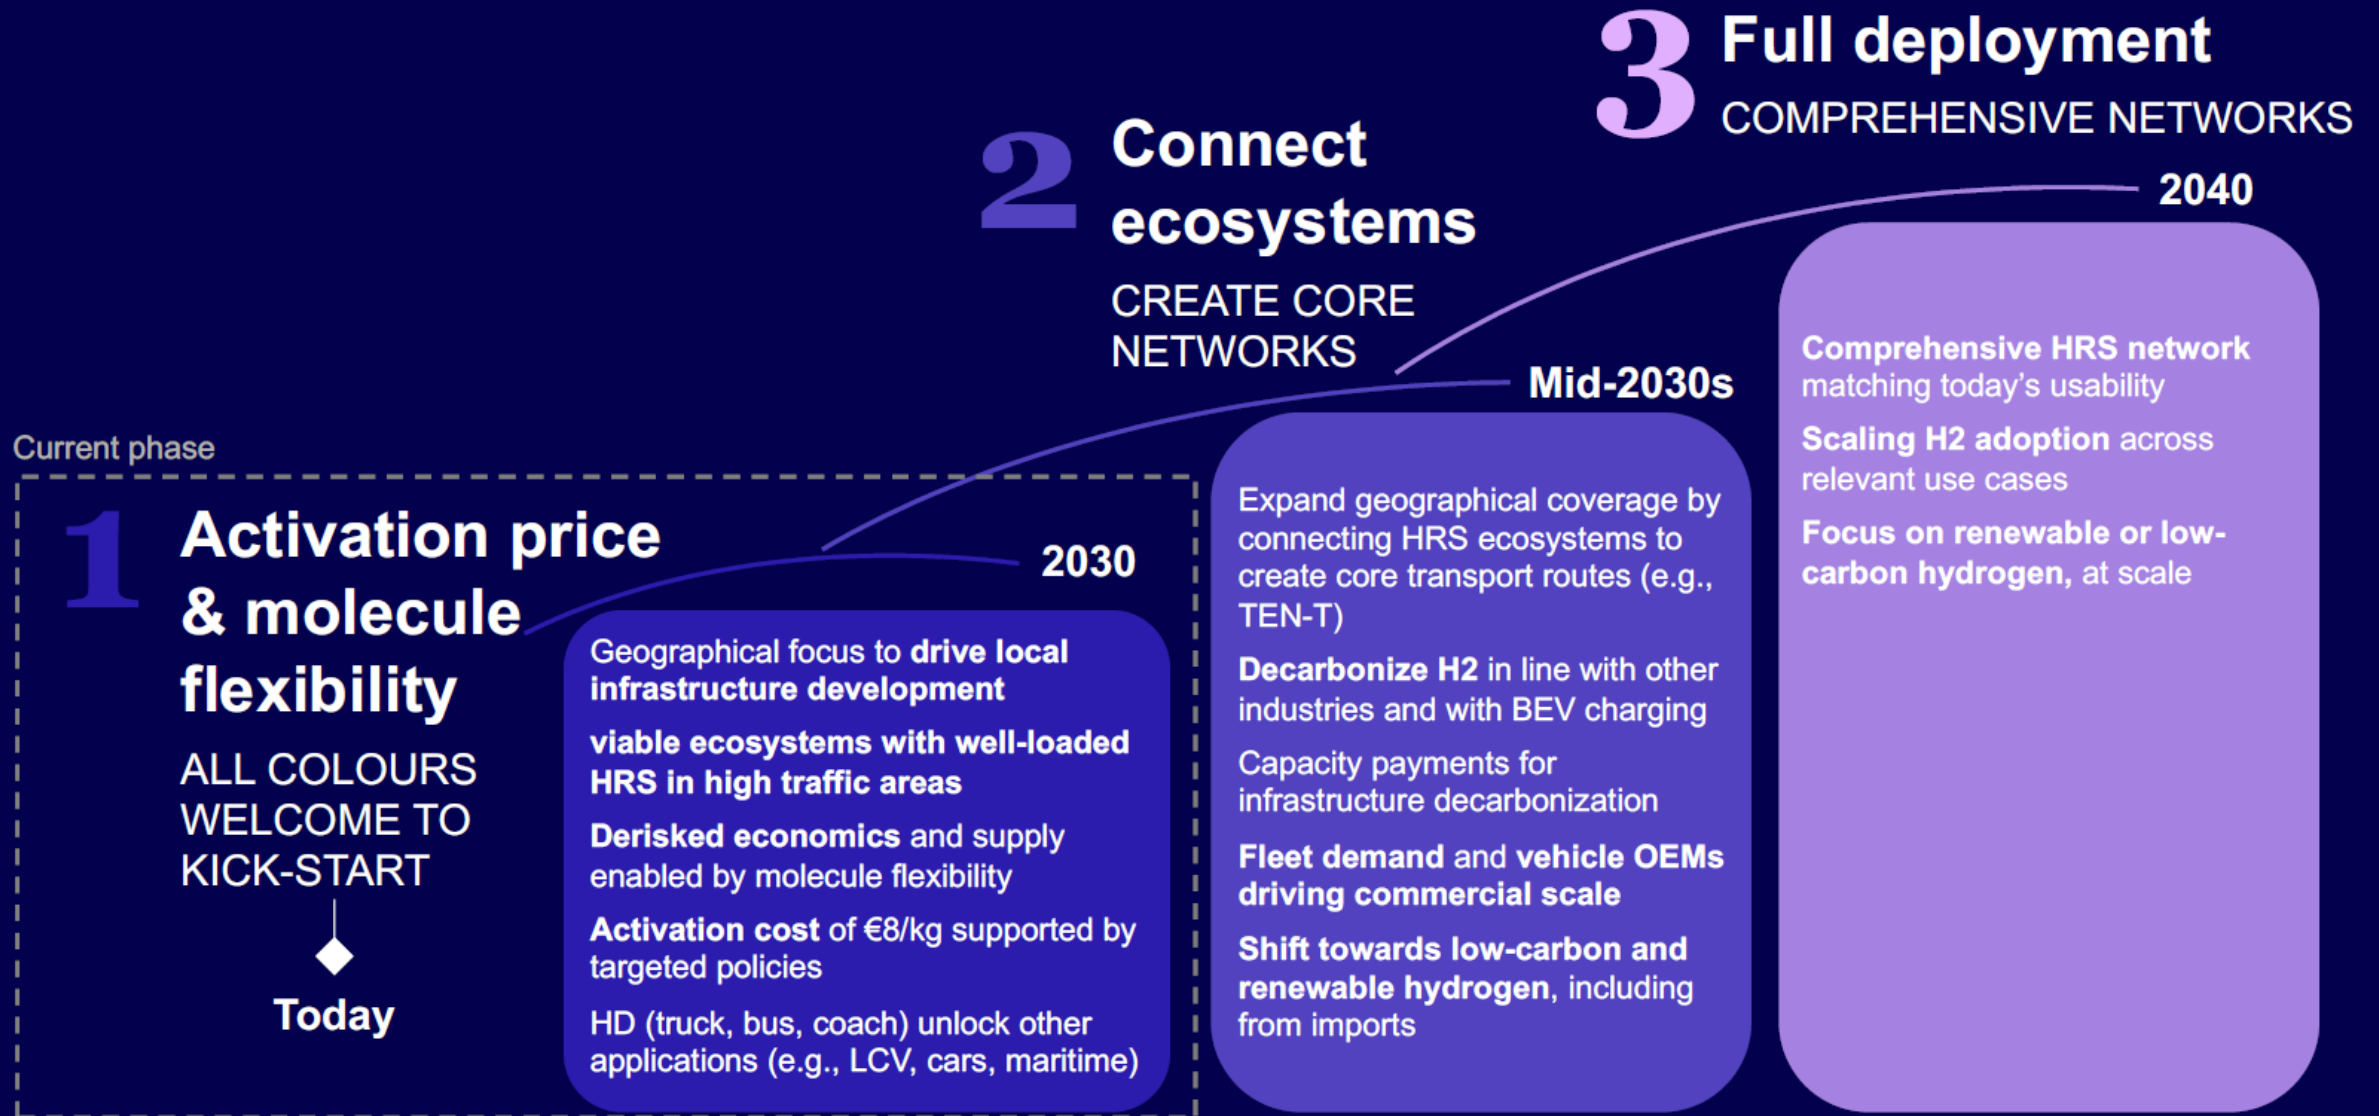 Current phase
1
Activation price
& molecule
flexibility
ALL COLOURS
WELCOME TO
KICK-START
Today
2030
Geographical focus to drive local
infrastructure development
viable ecosystems with well-loaded
HRS in high traffic areas
Derisked economics and supply
enabled by molecule flexibility
Activation cost of €8/kg supported by
targeted policies
HD (truck, bus, coach) unlock other
applications (e.g., LCV, cars, maritime)
2
Connect
ecosystems
CREATE CORE
NETWORKS
Mid-2030s
Expand geographical coverage by
connecting HRS ecosystems to
create core transport routes (e.g.,
TEN-T)
Decarbonize H2 in line with other
industries and with BEV charging
Capacity payments for
infrastructure decarbonization
Fleet demand and vehicle OEMs
driving commercial scale
Shift towards low-carbon and
renewable hydrogen, including
from imports
3
Full deployment
COMPREHENSIVE NETWORKS
2040
Comprehensive HRS network
matching today's usability
Scaling H2 adoption across
relevant use cases
Focus on renewable or low-
carbon hydrogen, at scale